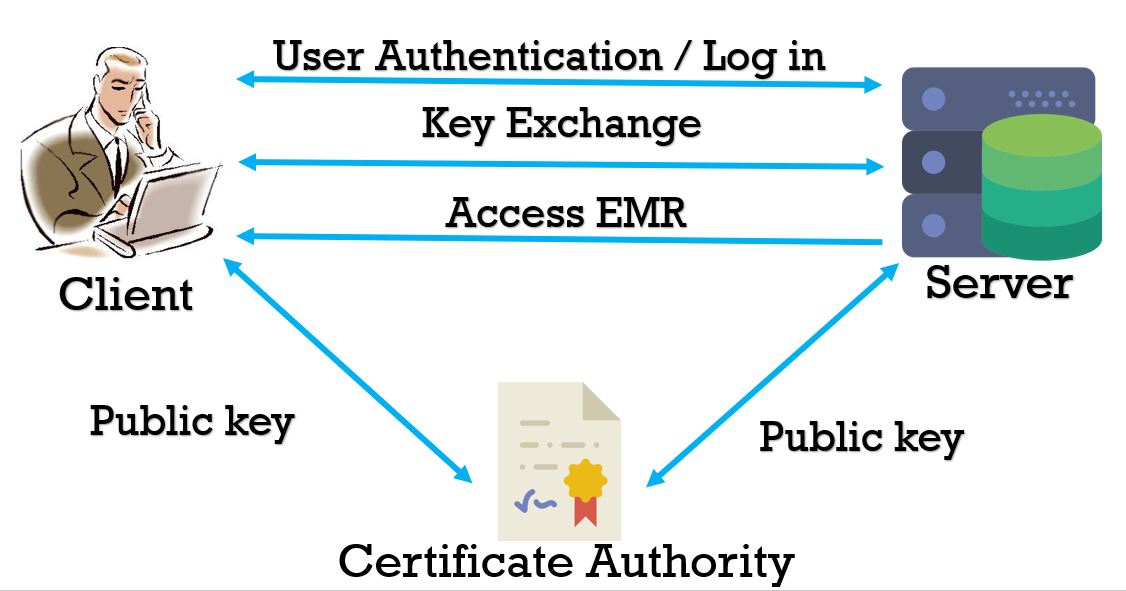 User Authentication / Log in
Key Exchange
Access EMR
Client
Server
Public key
Public key
Certificate Authority